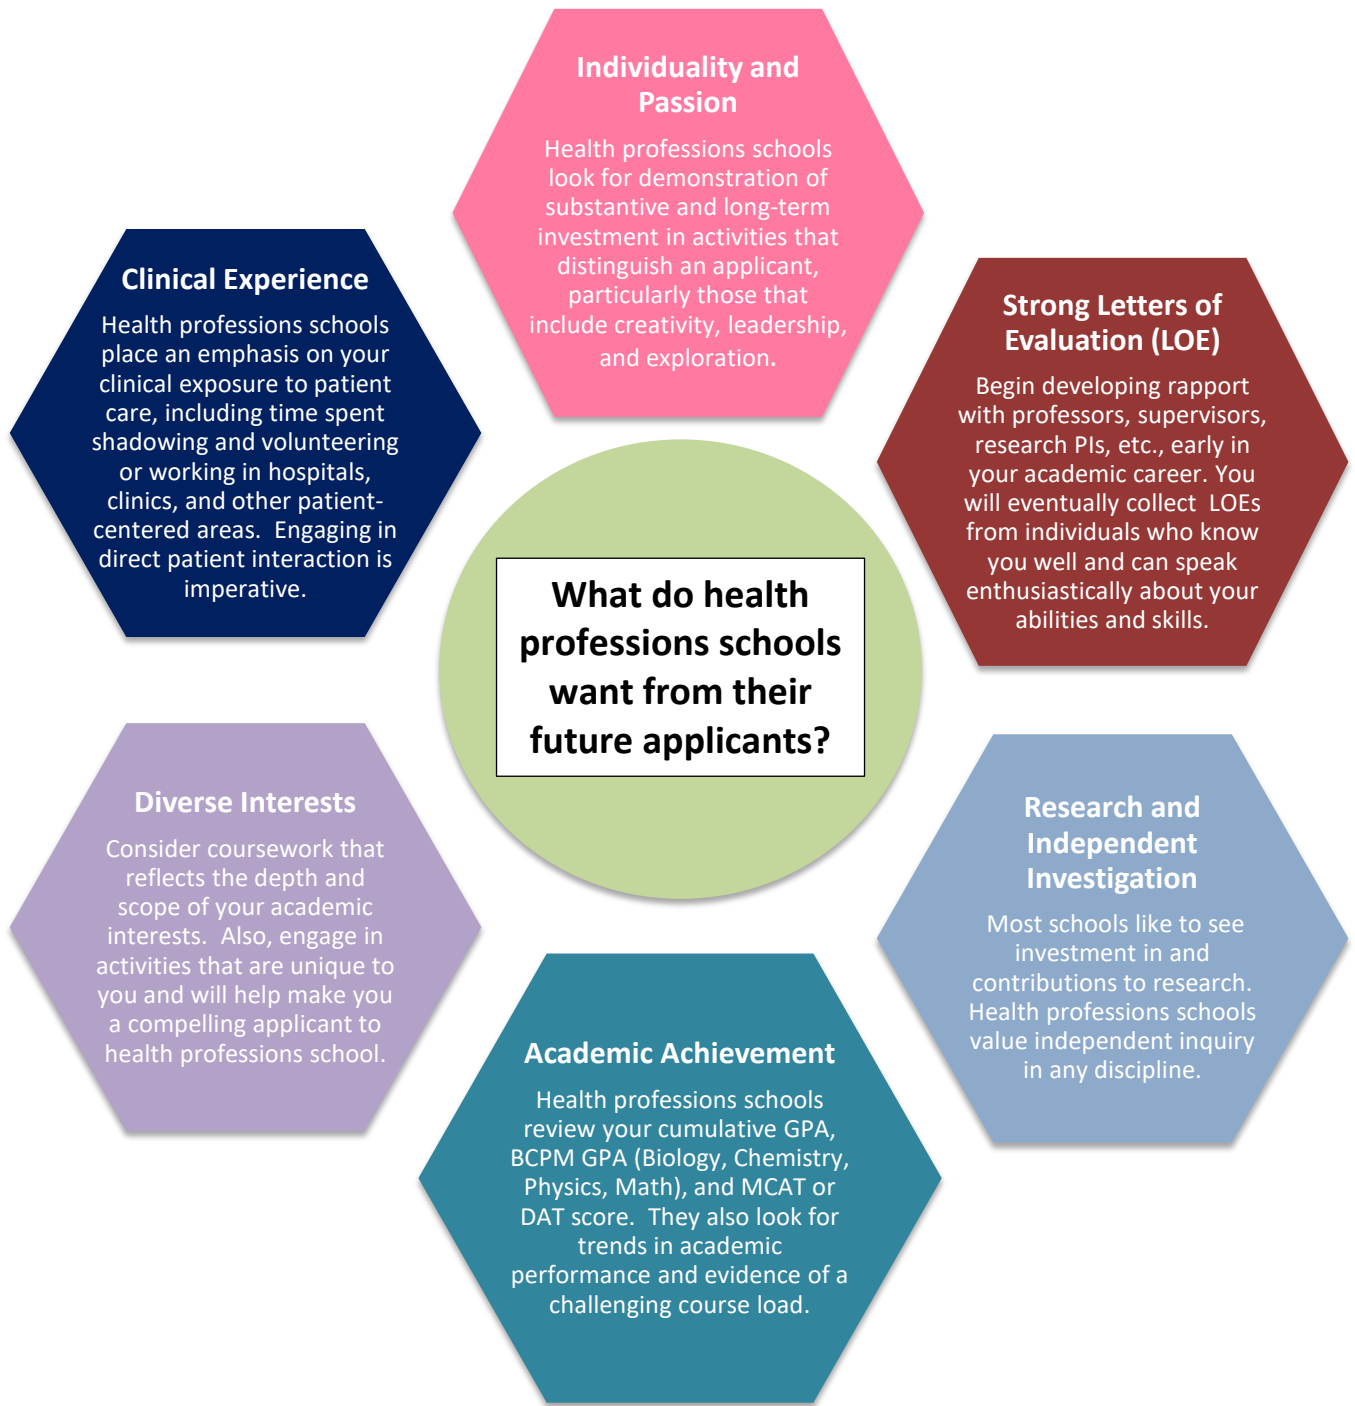 Individuality and
Passion
Health professions schools
look for demonstration of
substantive and long-term
investment in activities that
distinguish an applicant,
particularly those that
include creativity, leadership,
and exploration.
Clinical Experience
Health professions schools
place an emphasis on your
clinical exposure to patient
care, including time spent
shadowing and volunteering
or working in hospitals,
clinics, and other patient-
centered areas.  Engaging in
direct patient interaction is
imperative.
Strong Letters of
Evaluation (LOE)
Begin developing rapport
with professors, supervisors,
research PIs, etc., early in
your academic career. You
will eventually collect  LOEs
from individuals who know
you well and can speak
enthusiastically about your
abilities and skills.
What do health
professions schools
want from their
future applicants?
Diverse Interests
Consider coursework that
reflects the depth and
scope of your academic
interests.  Also, engage in
activities that are unique to
you and will help make you
a compelling applicant to
health professions school.
Research and
Independent
Investigation
Most schools like to see
investment in and
contributions to research.
Health professions schools
value independent inquiry
in any discipline.
Academic Achievement
Health professions schools
review your cumulative GPA,
BCPM GPA (Biology, Chemistry,
Physics, Math), and MCAT or
DAT score.  They also look for
trends in academic
performance and evidence of a
challenging course load.